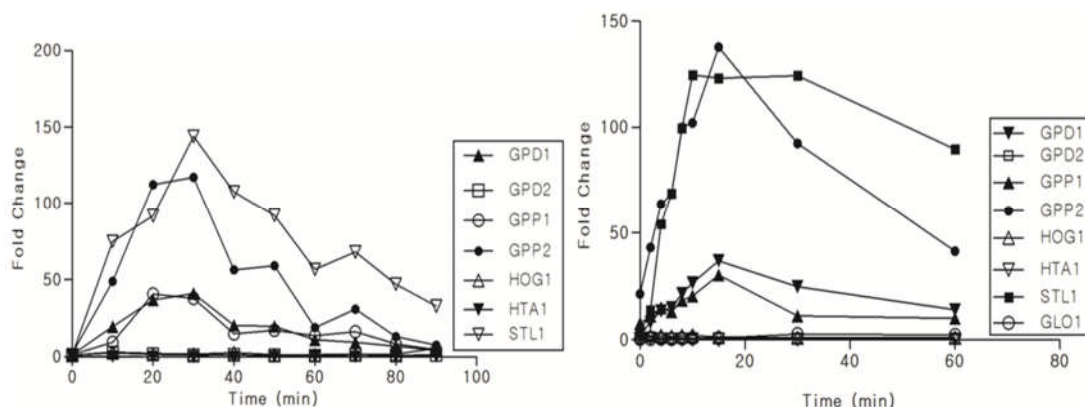 200
150
100
50
0
Fold Change
0 20 40 60 80 100
Time (min)
GPD1
GPD2
GPP1
GPP2
HOG1
HTA1
STL1
150
100
50
0
Fold Change
0 20 40 60 80
Time (min)
GPD1
GPD2
GPP1
GPP2
HOG1
HTA1
STL1
GLO1